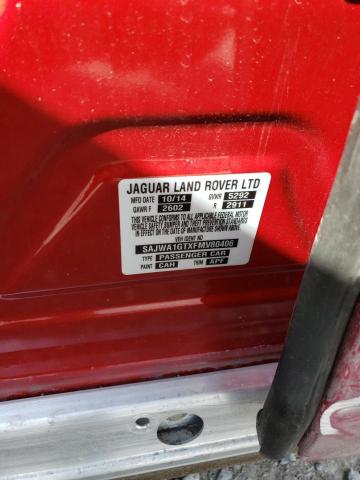 JAGUAR LAND ROVER LTD
MFD DATE 10/14 GVWR 5292
GAWR F 2602 R 2911
THIS VEHICLE CONFORMS TO ALL APPLICABLE FEDERAL MOTOR
VEHICLE SAFETY BUMPER AND THEFT PREVENTION STANDARDS
IN EFFECT ON THE DATE OF MANUFACTURE SHOWN ABOVE.
VEH IDENT NO
SAJWA1GTXFMV80406
TYPE PASSENGER CAR
PAINT CAH TRIM APF